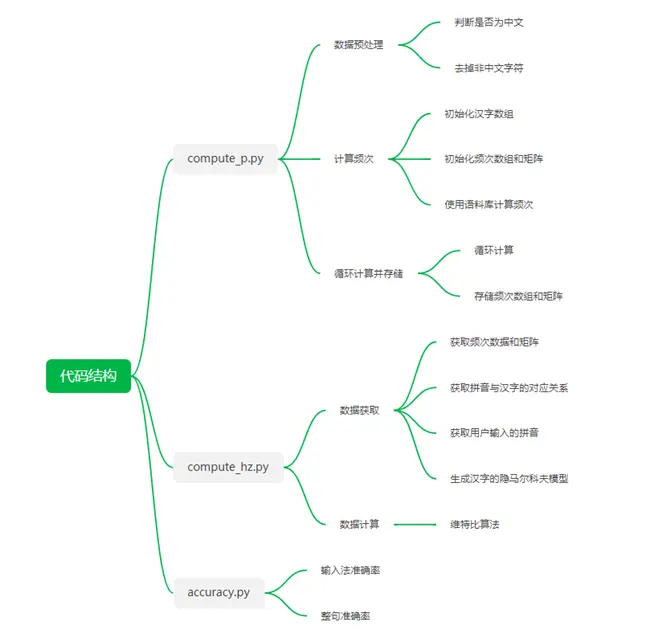 代码结构
compute_p.py
数据预处理
判断是否为中文
去掉非中文字符
计算频次
初始化汉字数组
初始化频次数组和矩阵
使用语料库计算频次
循环计算并存储
循环计算
存储频次数组和矩阵
compute_hz.py
数据获取
获取频次数据和矩阵
获取拼音与汉字的对应关系
获取用户输入的拼音
生成汉字的隐马尔科夫模型
数据计算
维特比算法
accuracy.py
输入法准确率
整句准确率